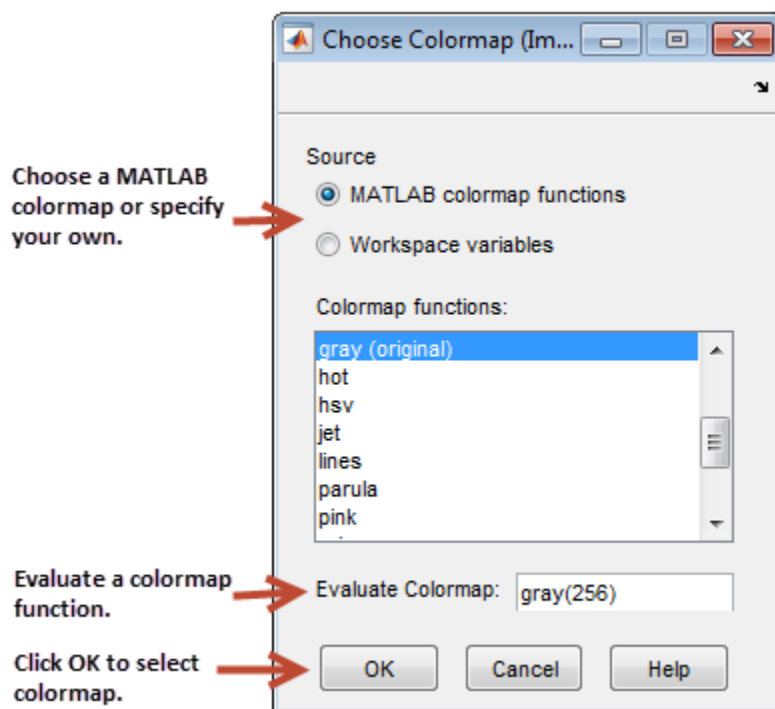 Choose Colormap (Im...
Source
Choose a MATLAB
colormap or specify
your own.
MATLAB colormap functions
Workspace variables
Colormap functions:
gray (original)
hot
hsv
jet
lines
parula
pink
Evaluate a colormap
function.
Evaluate Colormap:
gray(256)
Click OK to select
colormap.
OK
Cancel
Help